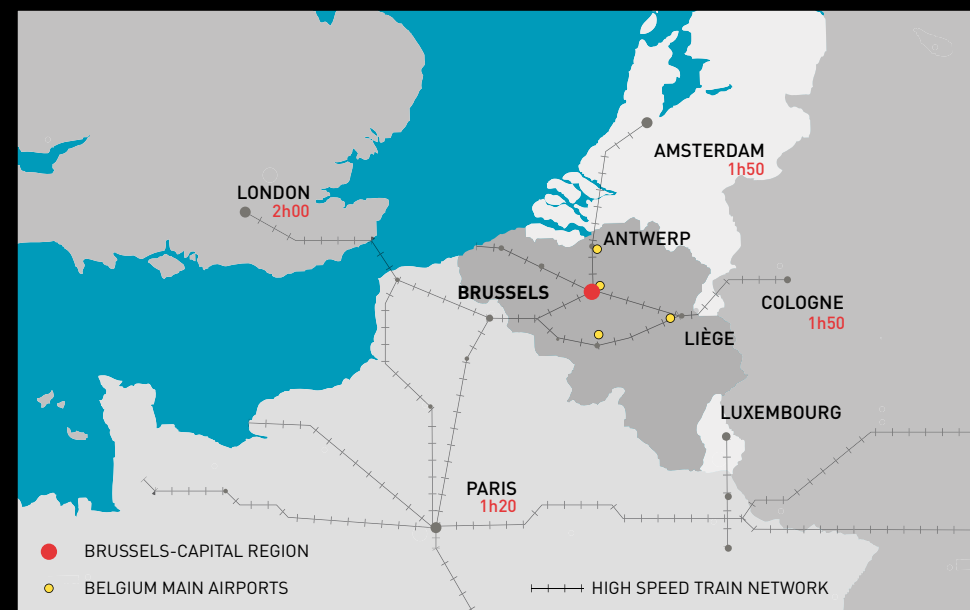 AMSTERDAM
1h50
LONDON
2h00
ANTWERP
BRUSSELS
COLOGNE
1h50
LIÈGE
LUXEMBOURG
PARIS
1h20
BRUSSELS-CAPITAL REGION
BELGIUM MAIN AIRPORTS
HIGH SPEED TRAIN NETWORK